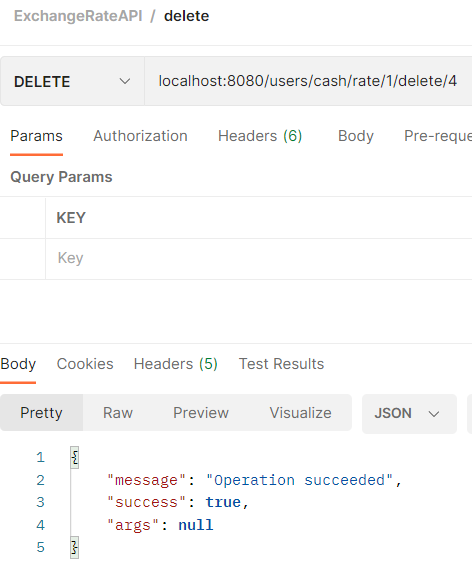 ExchangeRateAPI / delete
DELETE localhost:8080/users/cash/rate/1/delete/4
Params Authorization Headers (6) Body Pre-reque
Query Params
KEY
Key
Body Cookies Headers (5) Test Results
Pretty Raw Preview Visualize JSON
1 {
2 "message": "Operation succeeded",
3 "success": true,
4 "args": null
5 }